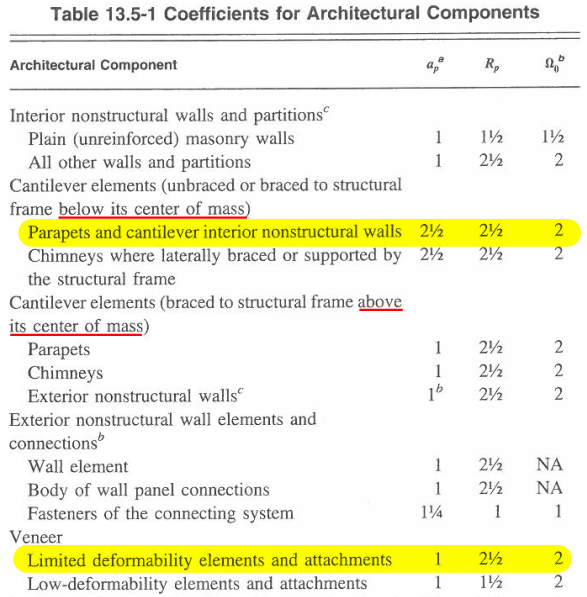 Table 13.5-1 Coefficients for Architectural Components
Architectural Component aₚᵃ Rₚ Ω₀ᵇ
Interior nonstructural walls and partitionsᶜ
Plain (unreinforced) masonry walls 1 1½ 1½
All other walls and partitions 1 2½ 2
Cantilever elements (unbraced or braced to structural
frame below its center of mass)
Parapets and cantilever interior nonstructural walls 2½ 2½ 2
Chimneys where laterally braced or supported by 2½ 2½ 2
the structural frame
Cantilever elements (braced to structural frame above
its center of mass)
Parapets 1 2½ 2
Chimneys 1 2½ 2
Exterior nonstructural wallsᶜ 1ᵇ 2½ 2
Exterior nonstructural wall elements and
connectionsᵇ
Wall element 1 2½ NA
Body of wall panel connections 1 2½ NA
Fasteners of the connecting system 1¼ 1 1
Veneer
Limited deformability elements and attachments 1 2½ 2
Low-deformability elements and attachments 1 1½ 2